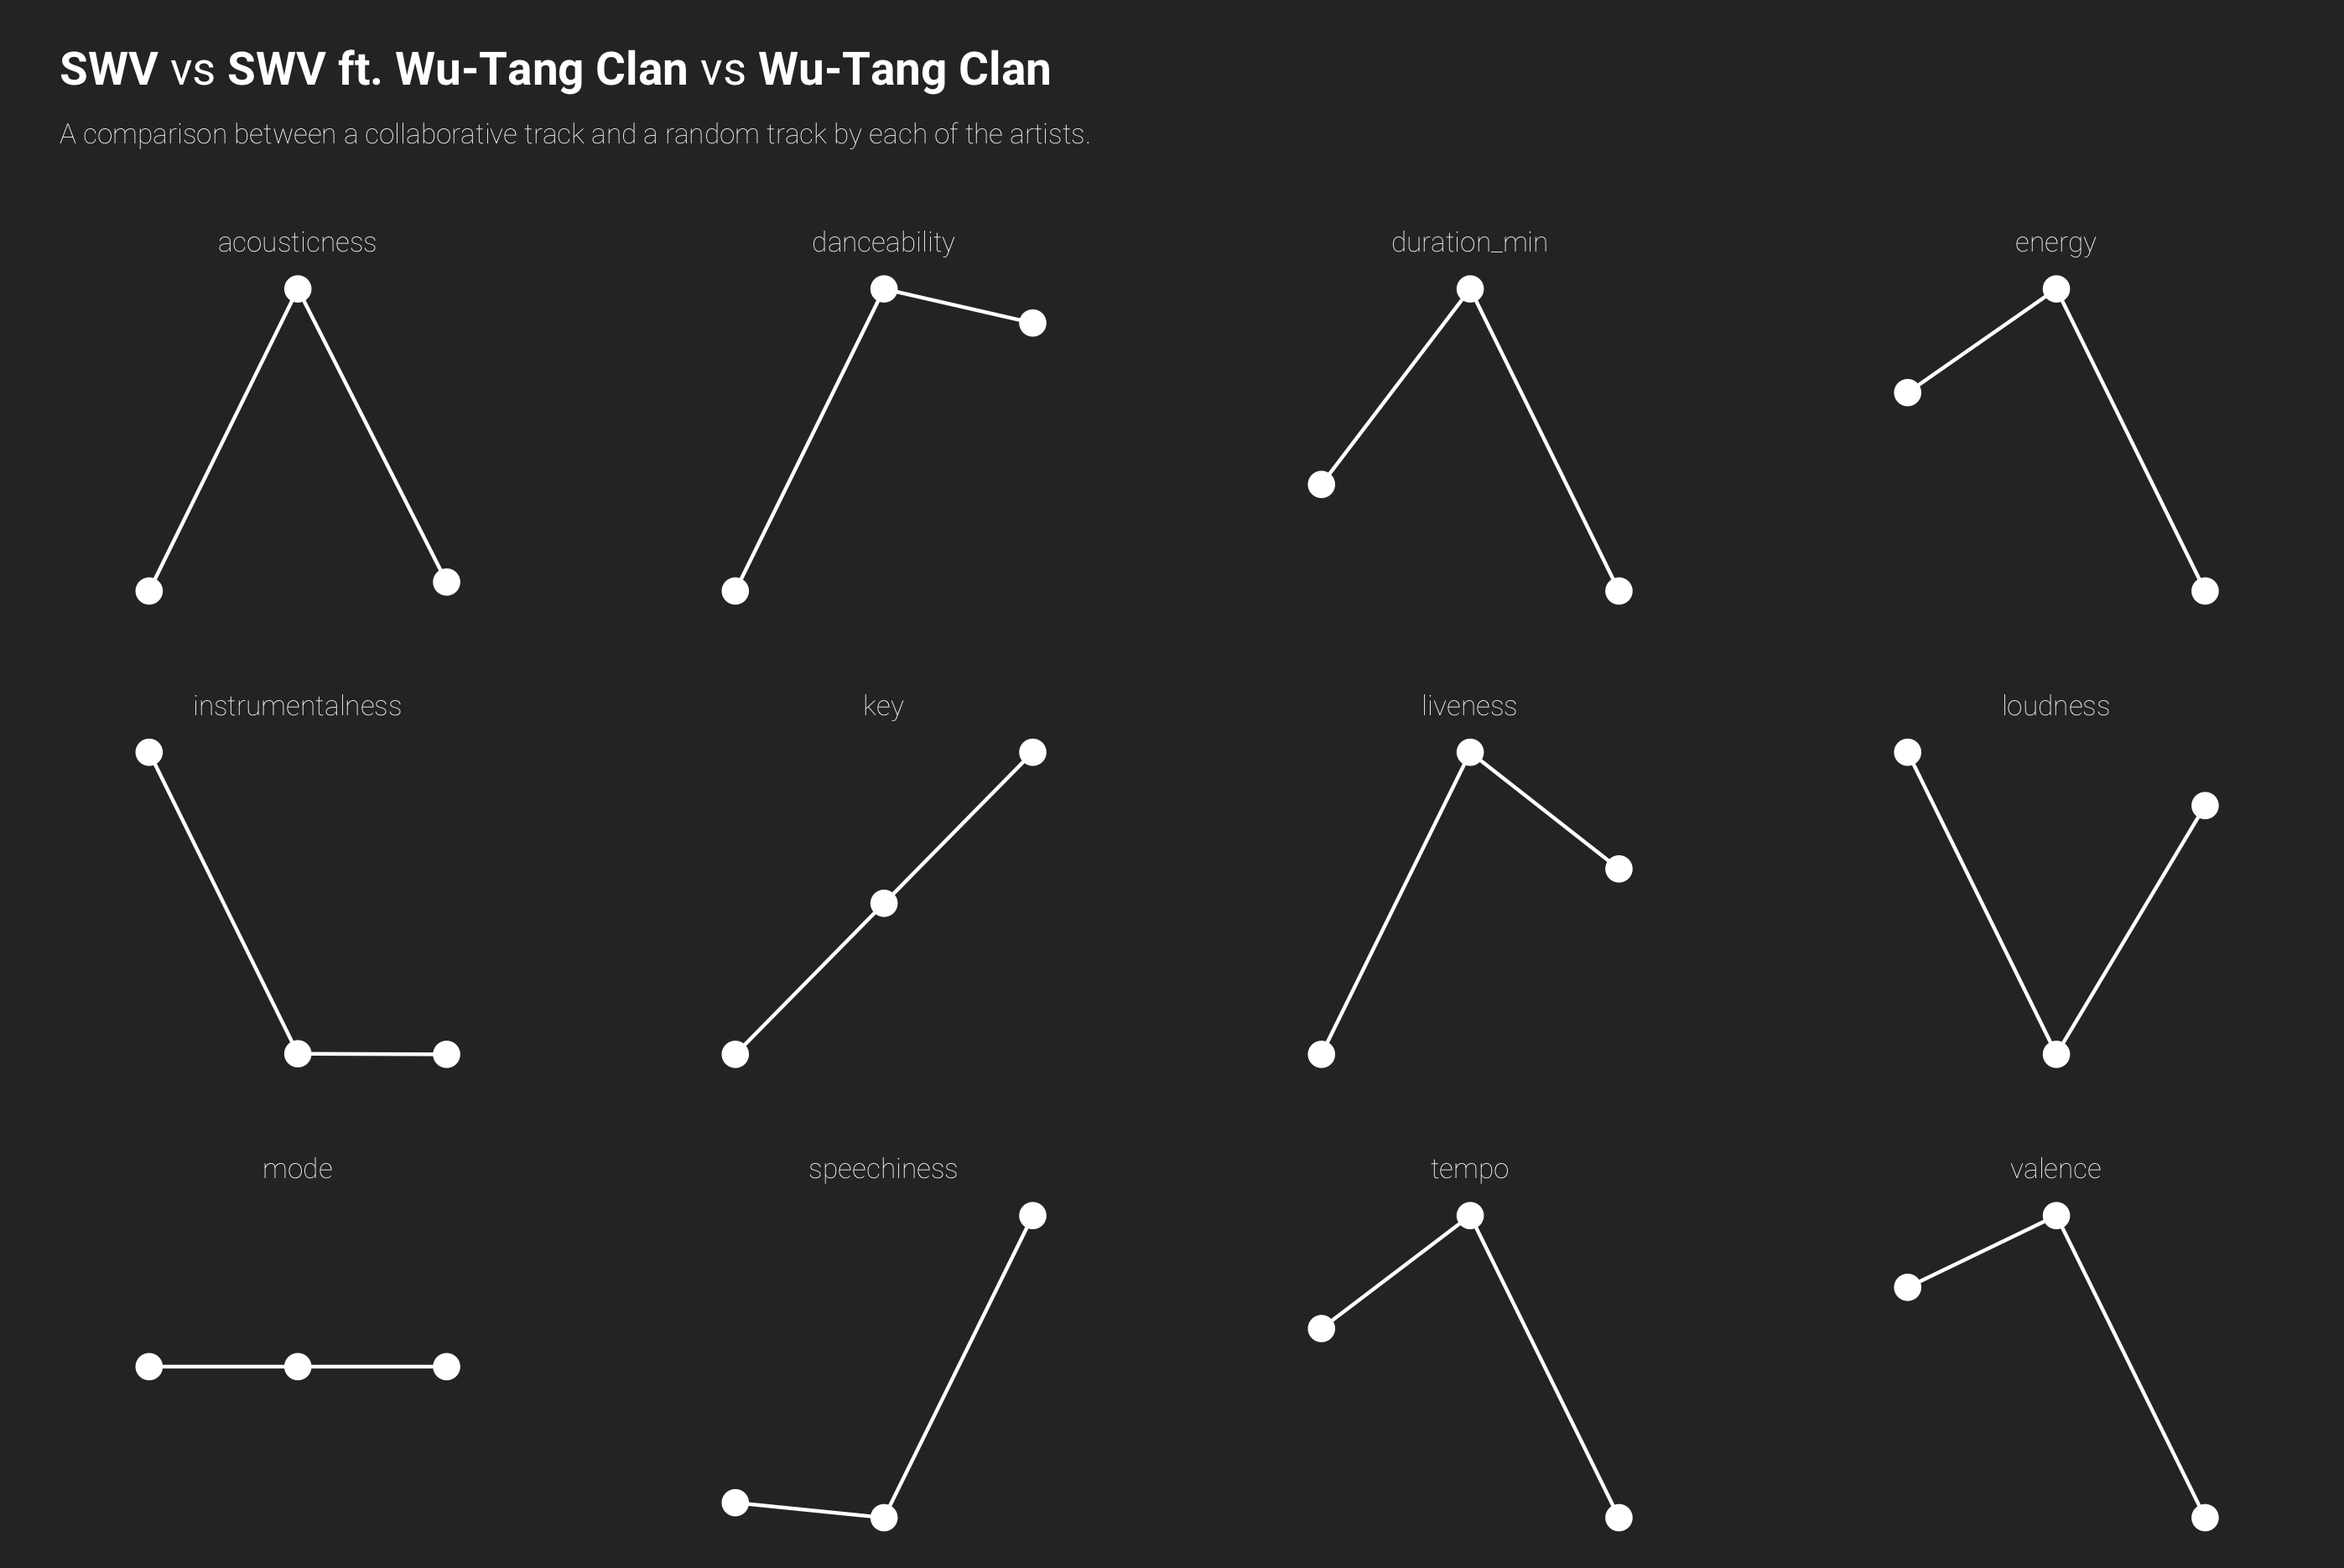 SWV vs SWV ft. Wu-Tang Clan vs Wu-Tang Clan
A comparison between a collaborative track and a random track by each of the artists.
acousticness danceability duration_min energy
instrumentalness key liveness loudness
mode speechiness tempo valence